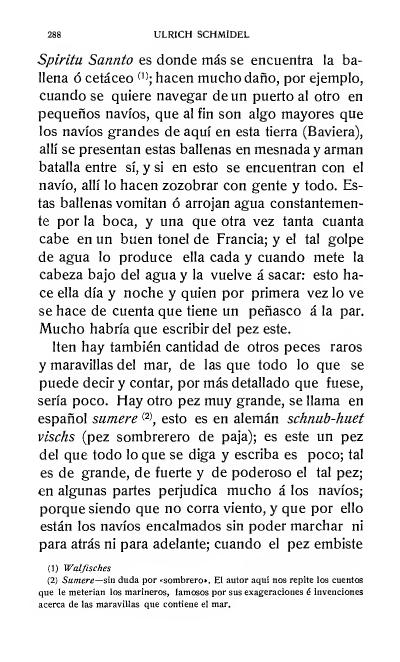 288 ULRICH SCHMÍDEL
Spiritu Sannto es donde más se encuentra la ba-
llena ó cetáceo (1); hacen mucho daño, por ejemplo,
cuando se quiere navegar de un puerto al otro en
pequeños navíos, que al fin son algo mayores que
los navíos grandes de aquí en esta tierra (Baviera),
allí se presentan estas ballenas en mesnada y arman
batalla entre sí, y si en esto se encuentran con el
navío, allí lo hacen zozobrar con gente y todo. Es-
tas ballenas vomitan ó arrojan agua constantemen-
te por la boca, y una que otra vez tanta cuanta
cabe en un buen tonel de Francia; y el tal golpe
de agua lo produce ella cada y cuando mete la
cabeza bajo del agua y la vuelve á sacar: esto ha-
ce ella día y noche y quien por primera vez lo ve
se hace de cuenta que tiene un peñasco á la par.
Mucho habría que escribir del pez este.
Iten hay también cantidad de otros peces raros
y maravillas del mar, de las que todo lo que se
puede decir y contar, por más detallado que fuese,
sería poco. Hay otro pez muy grande, se llama en
español sumere (2), esto es en alemán schnub-huet
vischs (pez sombrerero de paja); es este un pez
del que todo lo que se diga y escriba es poco; tal
es de grande, de fuerte y de poderoso el tal pez;
en algunas partes perjudica mucho á los navíos;
porque siendo que no corra viento, y que por ello
están los navíos encalmados sin poder marchar ni
para atrás ni para adelante; cuando el pez embiste
(1) Walfisches
(2) Sumere—sin duda por «sombrero». El autor aquí nos repite los cuentos
que le meterian los marineros, famosos por sus exageraciones é invenciones
acerca de las maravillas que contiene el mar.